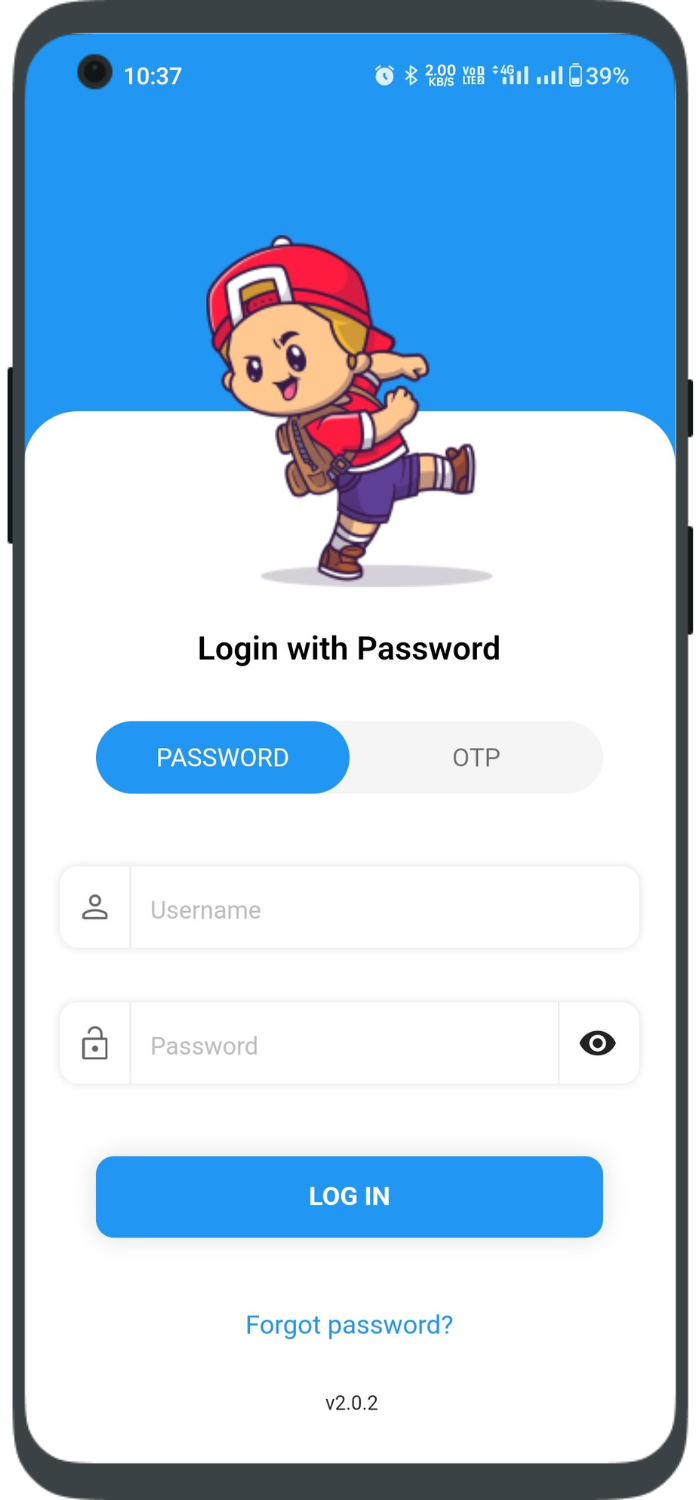 10:37 2.00 KB/S VoD LTE2 4G 39%
Login with Password
PASSWORD OTP
Username
Password
LOG IN
Forgot password?
v2.0.2